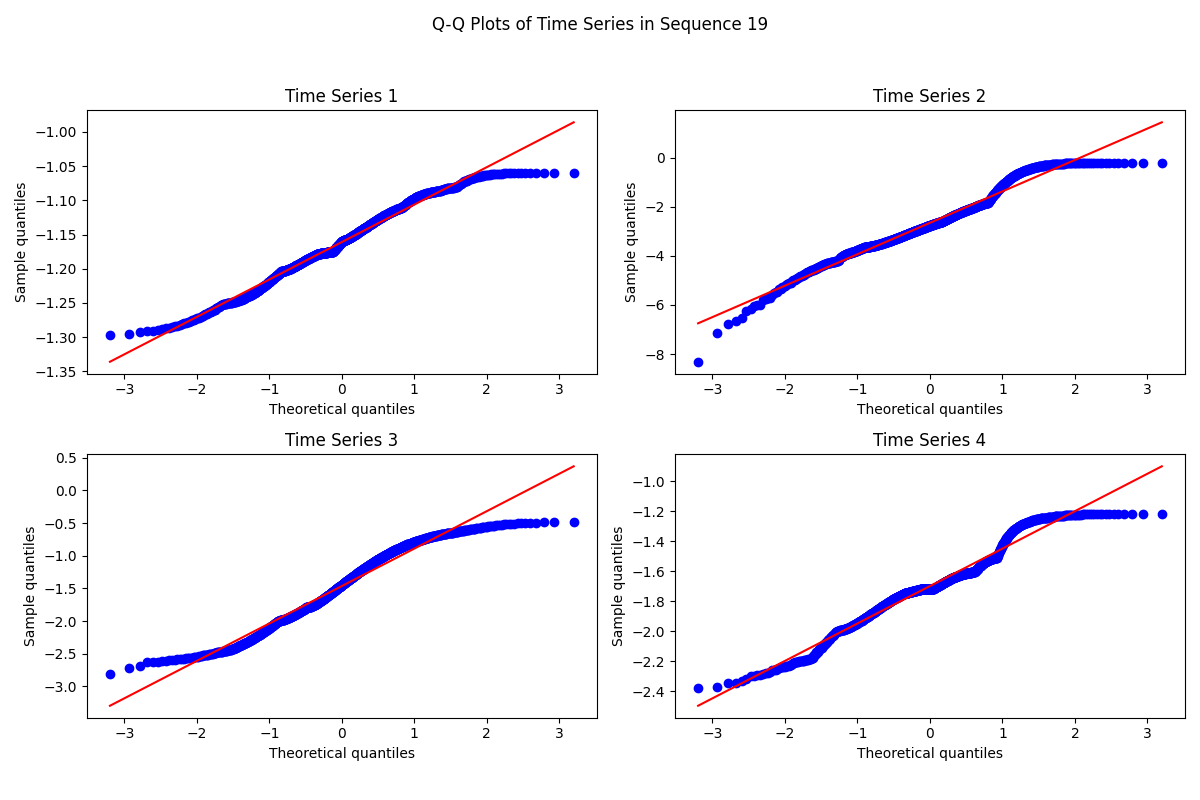 Q-Q Plots of Time Series in Sequence 19
Time Series 1
−1.00
−1.05
−1.10
−1.15
−1.20
−1.25
−1.30
−1.35
Sample quantiles
−3 −2 −1 0 1 2 3
Theoretical quantiles
Time Series 2
0
−2
−4
−6
−8
Sample quantiles
−3 −2 −1 0 1 2 3
Theoretical quantiles
Time Series 3
0.5
0.0
−0.5
−1.0
−1.5
−2.0
−2.5
−3.0
Sample quantiles
−3 −2 −1 0 1 2 3
Theoretical quantiles
Time Series 4
−1.0
−1.2
−1.4
−1.6
−1.8
−2.0
−2.2
−2.4
Sample quantiles
−3 −2 −1 0 1 2 3
Theoretical quantiles